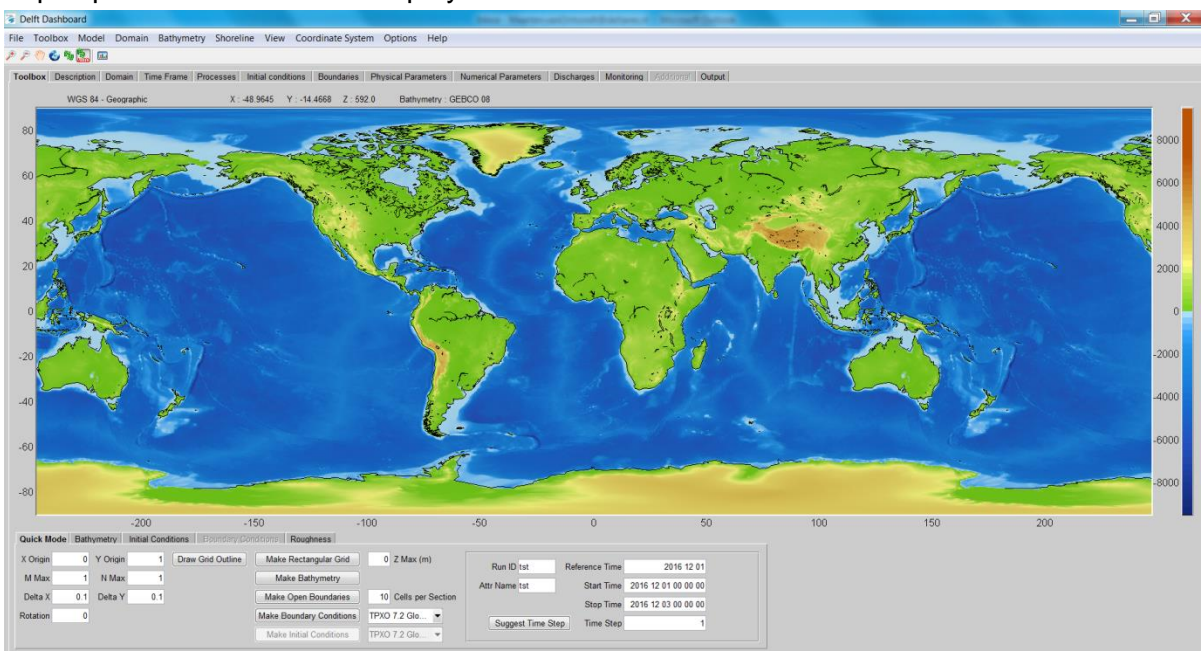 Delft Dashboard
File Toolbox Model Domain Bathymetry Shoreline View Coordinate System Options Help
Toolbox Description Domain Time Frame Processes Initial conditions Boundaries Physical Parameters Numerical Parameters Discharges Monitoring Additional Output
WGS 84 - Geographic X : -48.9645 Y : -14.4668 Z : 592.0 Bathymetry : GEBCO 08
80
60
40
20
0
-20
-40
-60
-80
8000
6000
4000
2000
0
-2000
-4000
-6000
-8000
-200 -150 -100 -50 0 50 100 150 200
Quick Mode Bathymetry Initial Conditions Boundary Conditions Roughness
X Origin 0 Y Origin 1 Draw Grid Outline Make Rectangular Grid 0 Z Max (m)
M Max 1 N Max 1 Make Bathymetry
Delta X 0.1 Delta Y 0.1 Make Open Boundaries 10 Cells per Section
Rotation 0 Make Boundary Conditions TPXO 7.2 Glo...
Make Initial Conditions TPXO 7.2 Glo...
Run ID tst Reference Time 2016 12 01
Attr Name tst Start Time 2016 12 01 00 00 00
Stop Time 2016 12 03 00 00 00
Suggest Time Step Time Step 1